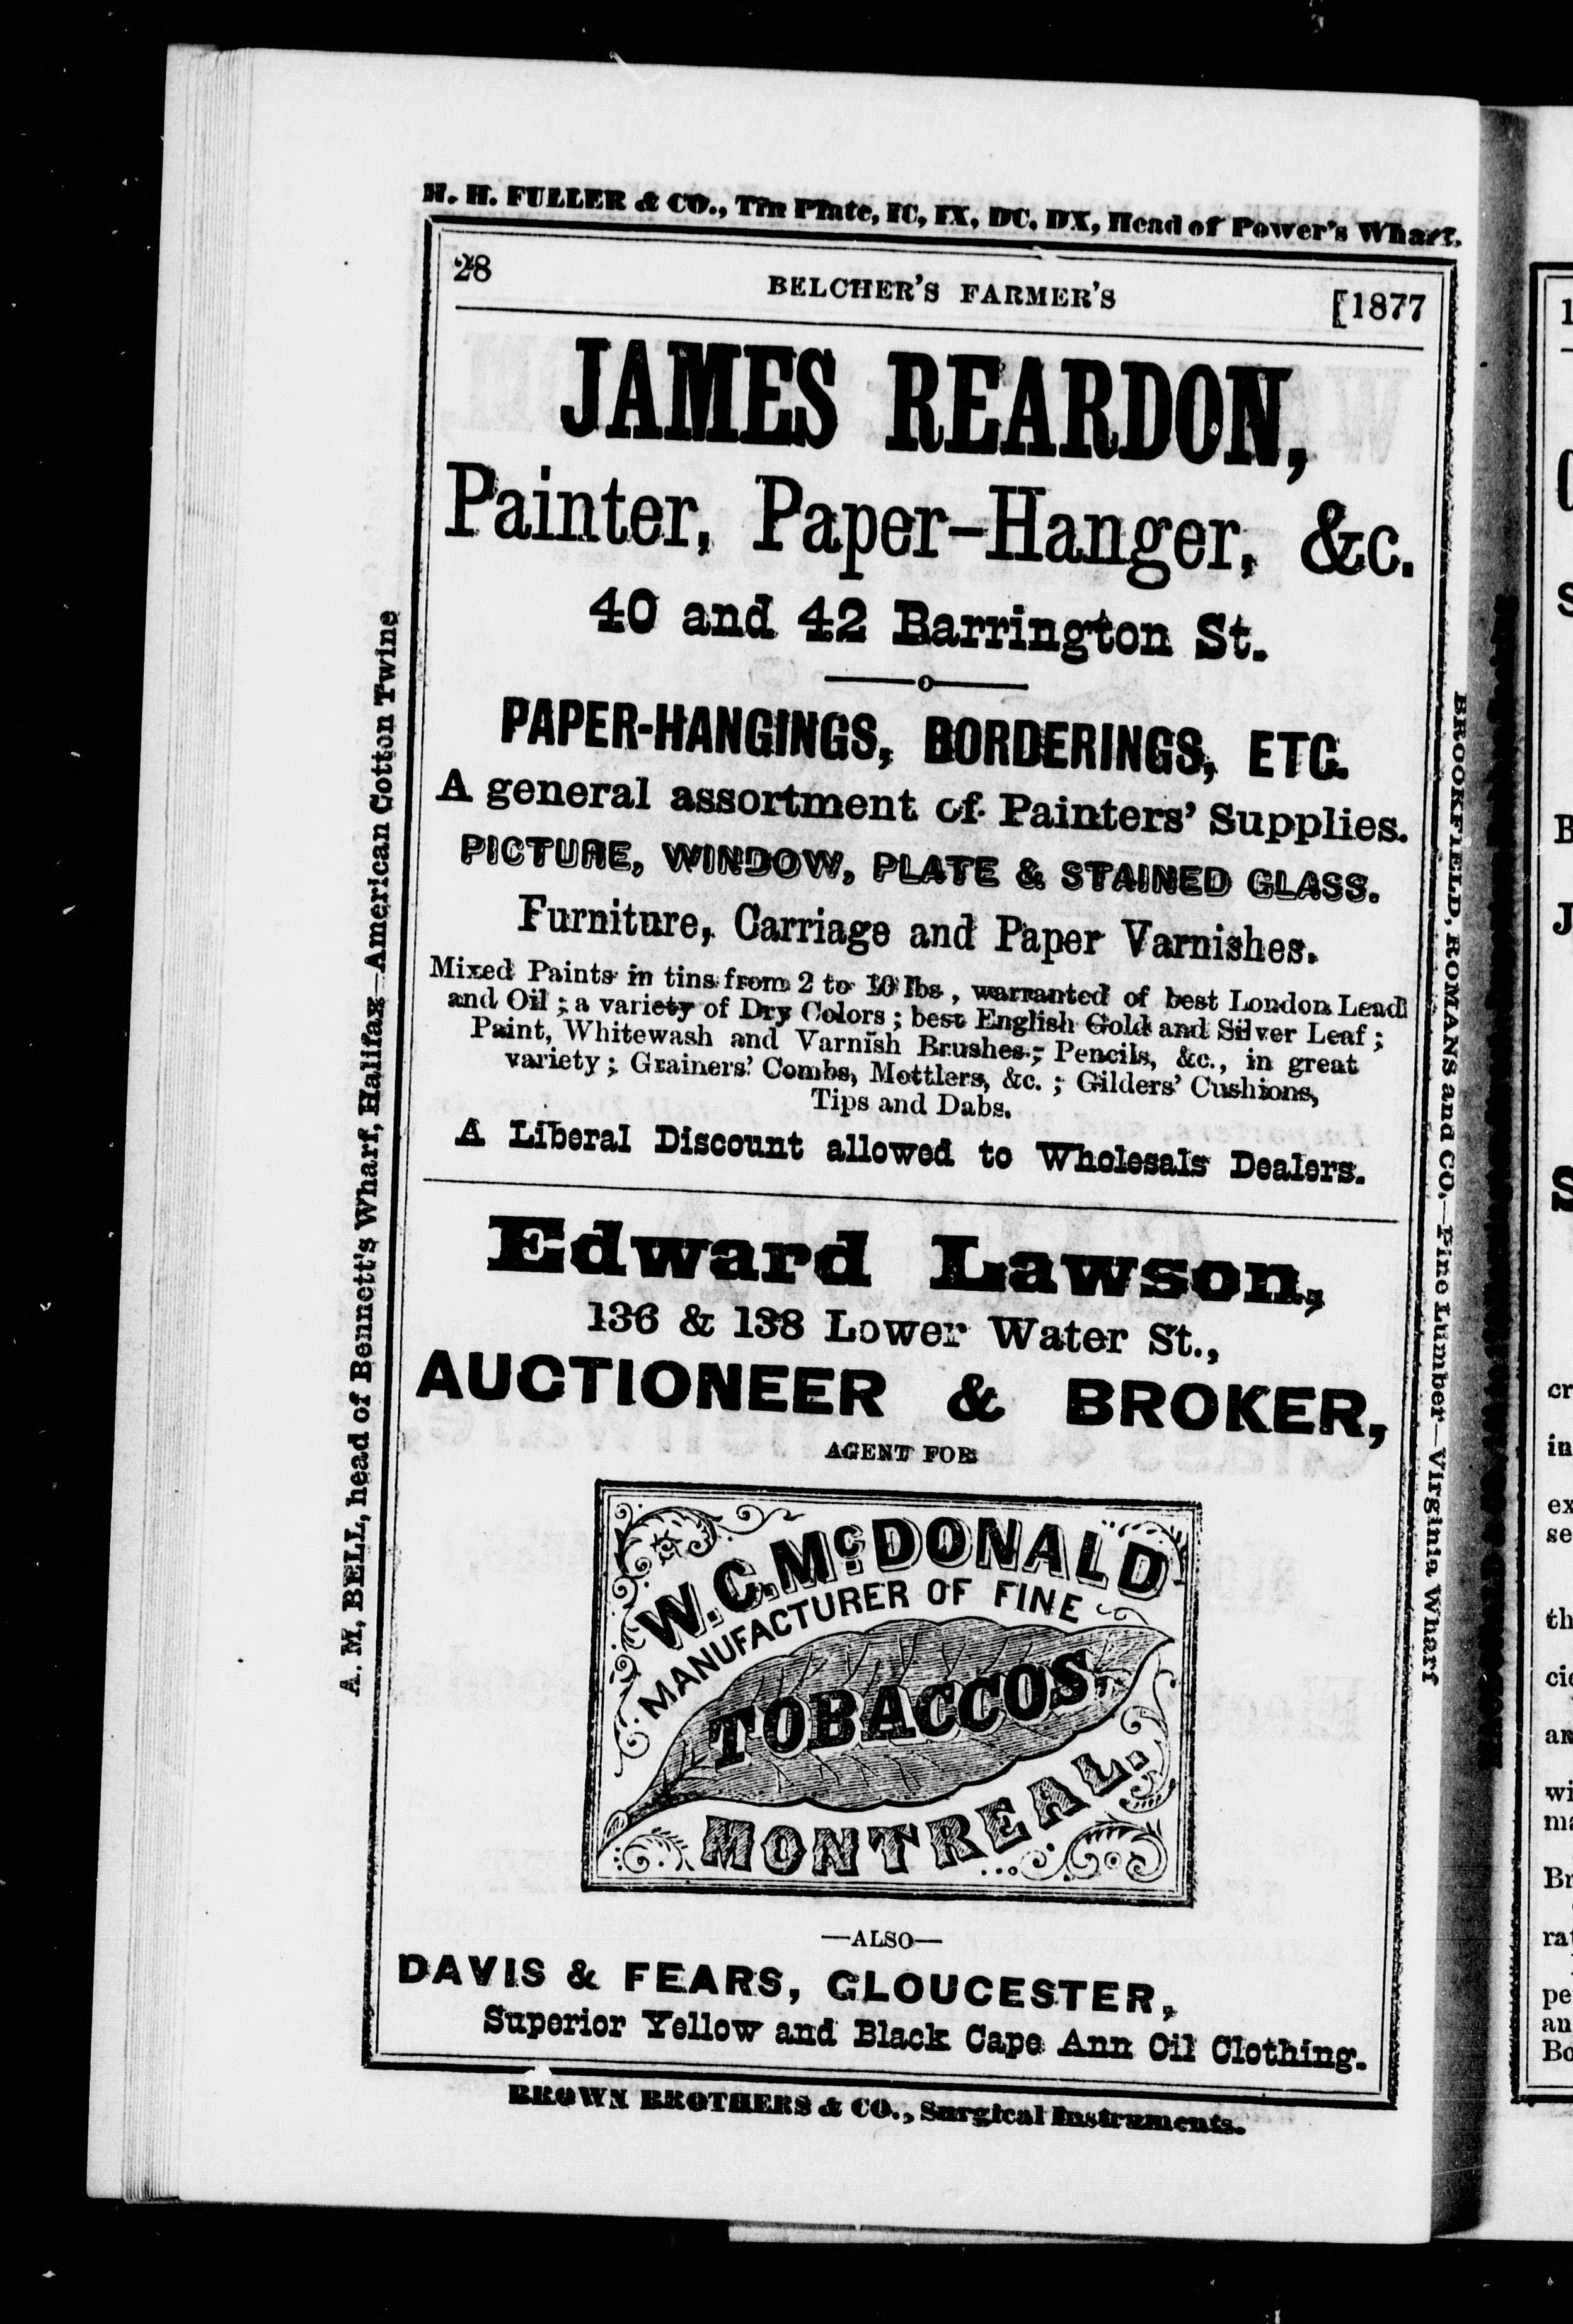 H. H. FULLER & CO., Tin Plate, IC, IX, DC, DX, Head of Power's Wharf.
28
BELCHER'S FARMER'S
[1877
JAMES REARDON,
Painter, Paper-Hanger, &c.
40 and 42 Barrington St.
PAPER-HANGINGS, BORDERINGS, ETC.
A general assortment of Painters' Supplies.
PICTURE, WINDOW, PLATE & STAINED GLASS.
Furniture, Carriage and Paper Varnishes.
Mixed Paints in tins from 2 to 10 lbs, warranted of best London Lead
and Oil; a variety of Dry Colors; best English Gold and Silver Leaf;
Paint, Whitewash and Varnish Brushes; Pencils, &c., in great
variety; Grainers' Combs, Mottlers, &c.; Gilders' Cushions,
Tips and Dabs.
A Liberal Discount allowed to Wholesale Dealers.
Edward Lawson,
136 & 138 Lower Water St.,
AUCTIONEER & BROKER,
AGENT FOR
W. C. McDONALD
MANUFACTURER OF FINE
TOBACCOS,
MONTREAL.
—ALSO—
DAVIS & FEARS, GLOUCESTER,
Superior Yellow and Black Cape Ann Oil Clothing.
BROWN BROTHERS & CO., Surgical Instruments.
A. M, BELL, head of Bennett's Wharf, Halifax—American Cotton Twine
BROOKFIELD, ROMANS and CO,—Pine Lumber—Virginia Wharf